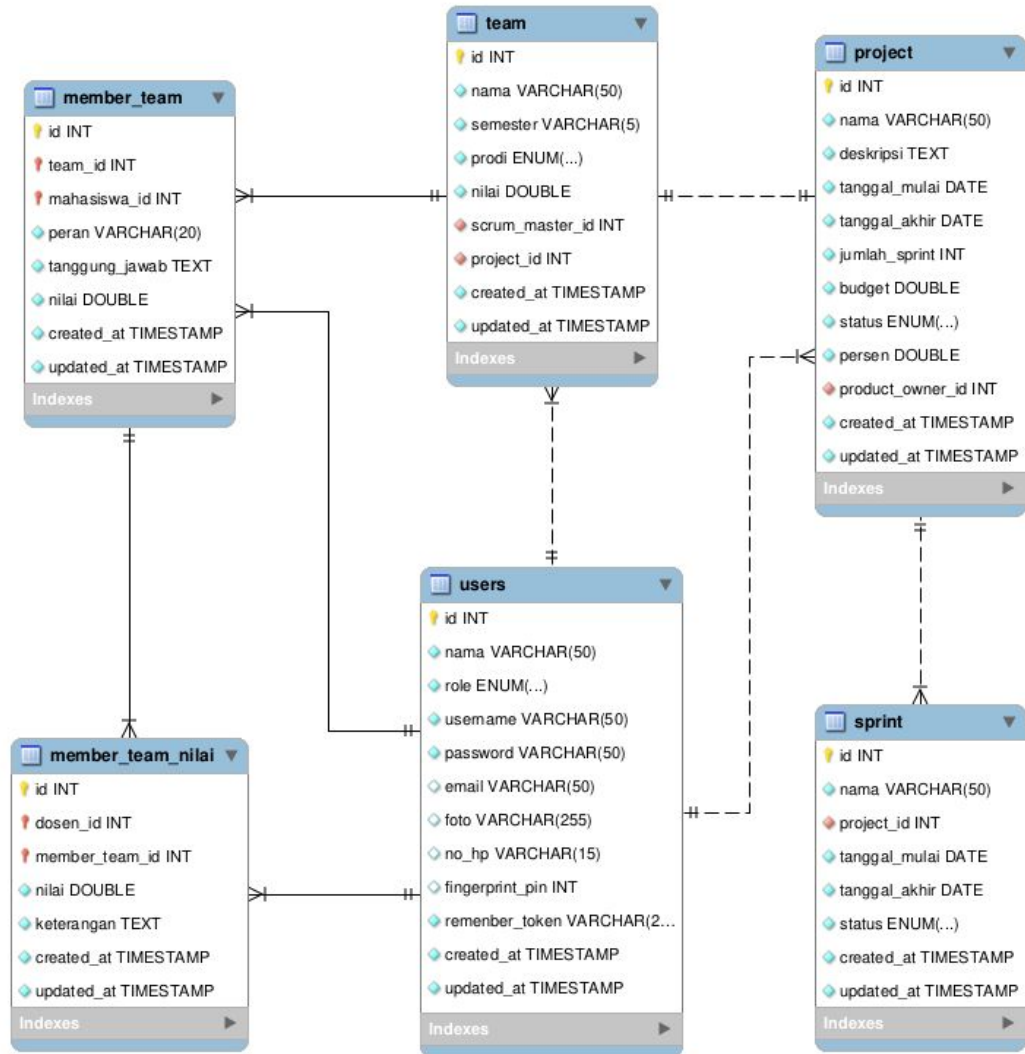 team
id INT
nama VARCHAR(50)
semester VARCHAR(5)
prodi ENUM(...)
nilai DOUBLE
scrum_master_id INT
project_id INT
created_at TIMESTAMP
updated_at TIMESTAMP
Indexes
project
id INT
nama VARCHAR(50)
deskripsi TEXT
tanggal_mulai DATE
tanggal_akhir DATE
jumlah_sprint INT
budget DOUBLE
status ENUM(...)
persen DOUBLE
product_owner_id INT
created_at TIMESTAMP
updated_at TIMESTAMP
Indexes
member_team
id INT
team_id INT
mahasiswa_id INT
peran VARCHAR(20)
tanggung_jawab TEXT
nilai DOUBLE
created_at TIMESTAMP
updated_at TIMESTAMP
Indexes
users
id INT
nama VARCHAR(50)
role ENUM(...)
username VARCHAR(50)
password VARCHAR(50)
email VARCHAR(50)
foto VARCHAR(255)
no_hp VARCHAR(15)
fingerprint_pin INT
remenber_token VARCHAR(2...
created_at TIMESTAMP
updated_at TIMESTAMP
Indexes
member_team_nilai
id INT
dosen_id INT
member_team_id INT
nilai DOUBLE
keterangan TEXT
created_at TIMESTAMP
updated_at TIMESTAMP
Indexes
sprint
id INT
nama VARCHAR(50)
project_id INT
tanggal_mulai DATE
tanggal_akhir DATE
status ENUM(...)
created_at TIMESTAMP
updated_at TIMESTAMP
Indexes